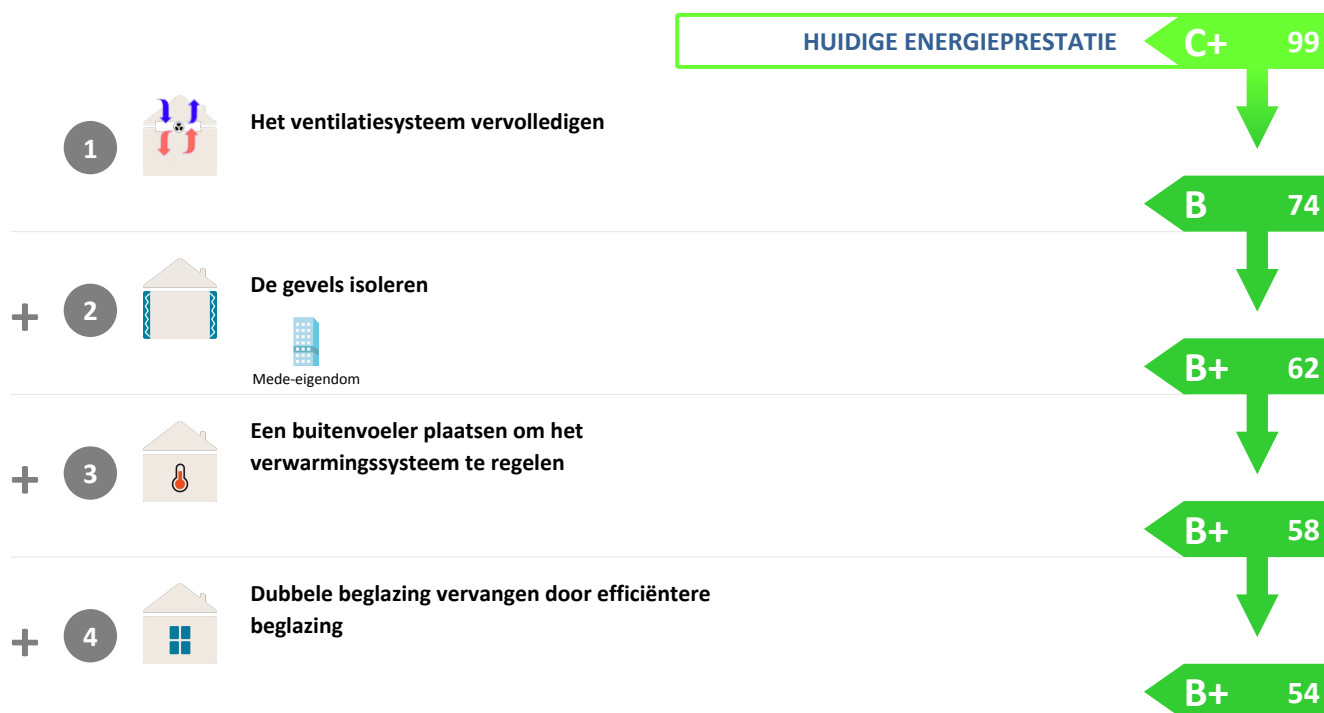 HUIDIGE ENERGIEPRESTATIE C+ 99
1 Het ventilatiesysteem vervolledigen
B 74
+ 2 De gevels isoleren
Mede-eigendom
B+ 62
+ 3 Een buitenvoeler plaatsen om het
verwarmingssysteem te regelen
B+ 58
+ 4 Dubbele beglazing vervangen door efficiëntere
beglazing
B+ 54